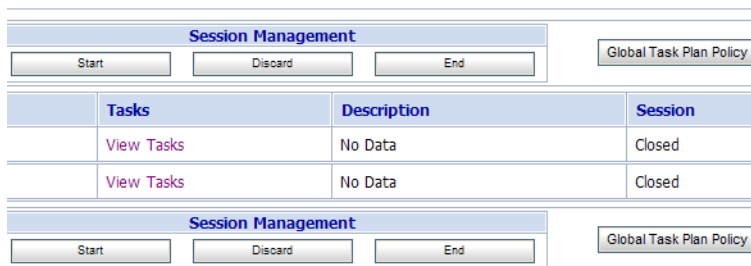 Session Management
Start Discard End Global Task Plan Policy
Tasks Description Session
View Tasks No Data Closed
View Tasks No Data Closed
Session Management
Start Discard End Global Task Plan Policy